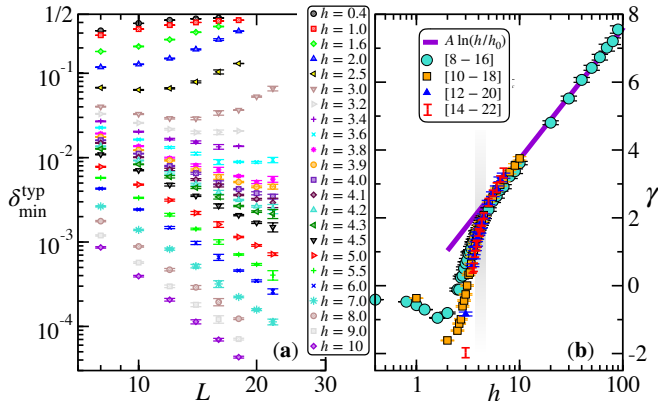 1/2
10⁻¹
10⁻²
10⁻³
10⁻⁴
δ_min^typ
10
20
30
L
(a)
h = 0.4
h = 1.0
h = 1.6
h = 2.0
h = 2.5
h = 3.0
h = 3.2
h = 3.4
h = 3.6
h = 3.8
h = 3.9
h = 4.0
h = 4.1
h = 4.2
h = 4.3
h = 4.5
h = 5.0
h = 5.5
h = 6.0
h = 7.0
h = 8.0
h = 9.0
h = 10
A ln(h/h₀)
[8 − 16]
[10 − 18]
[12 − 20]
[14 − 22]
8
6
4
2
0
-2
γ
1
10
100
h
(b)